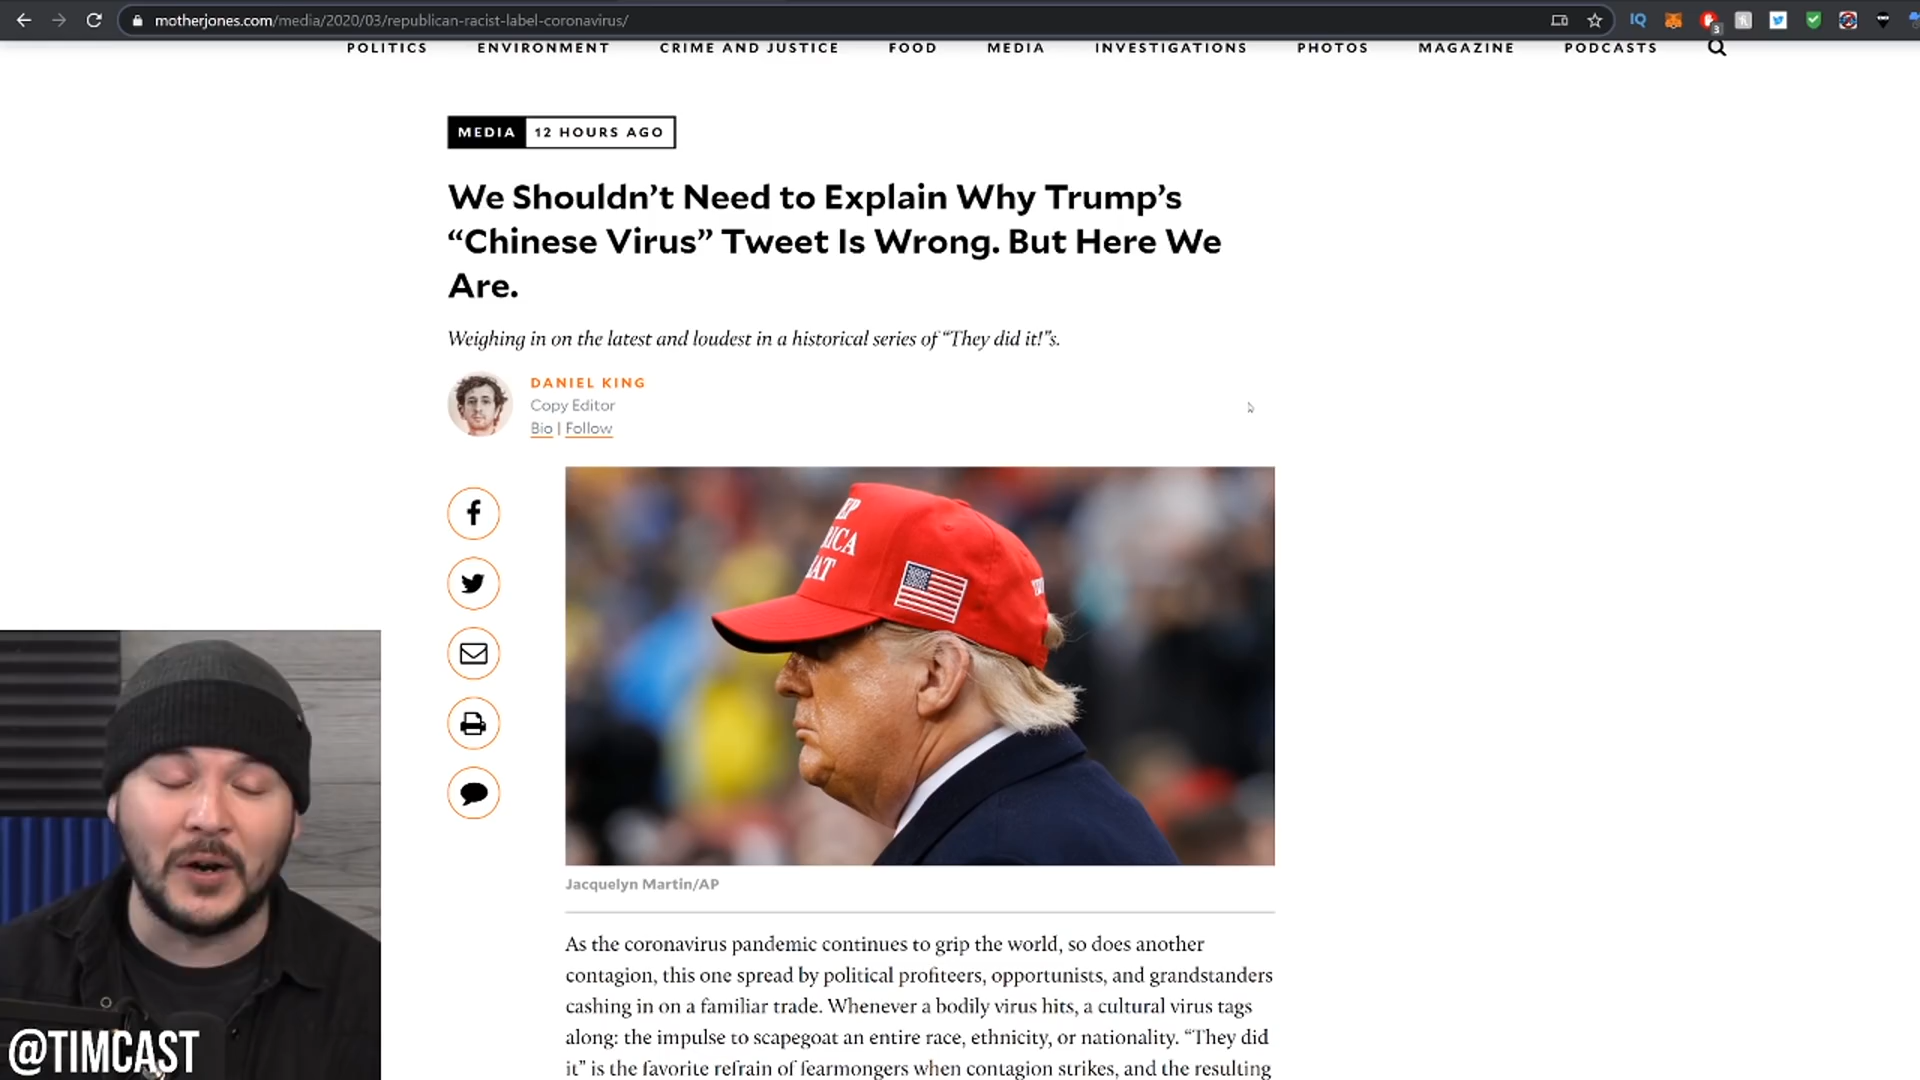 motherjones.com/media/2020/03/republican-racist-label-coronavirus/
IQ
3
POLITICS ENVIRONMENT CRIME AND JUSTICE FOOD MEDIA INVESTIGATIONS PHOTOS MAGAZINE PODCASTS
MEDIA 12 HOURS AGO
We Shouldn’t Need to Explain Why Trump’s
“Chinese Virus” Tweet Is Wrong. But Here We
Are.
Weighing in on the latest and loudest in a historical series of “They did it!”s.
DANIEL KING
Copy Editor
Bio | Follow
EP
RICA
EAT
Jacquelyn Martin/AP
As the coronavirus pandemic continues to grip the world, so does another
contagion, this one spread by political profiteers, opportunists, and grandstanders
cashing in on a familiar trade. Whenever a bodily virus hits, a cultural virus tags
along: the impulse to scapegoat an entire race, ethnicity, or nationality. “They did
it” is the favorite refrain of fearmongers when contagion strikes, and the resulting
@TIMCAST